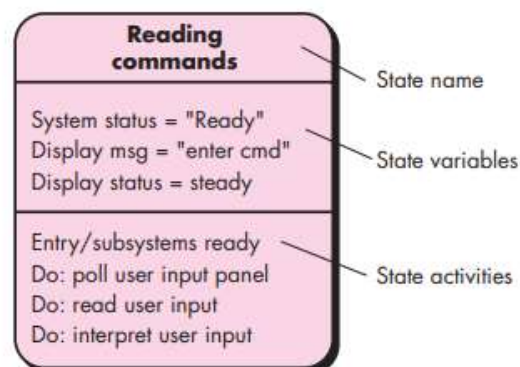 Reading
commands
State name
System status = "Ready"
Display msg = "enter cmd"
Display status = steady
State variables
Entry/subsystems ready
Do: poll user input panel
Do: read user input
Do: interpret user input
State activities